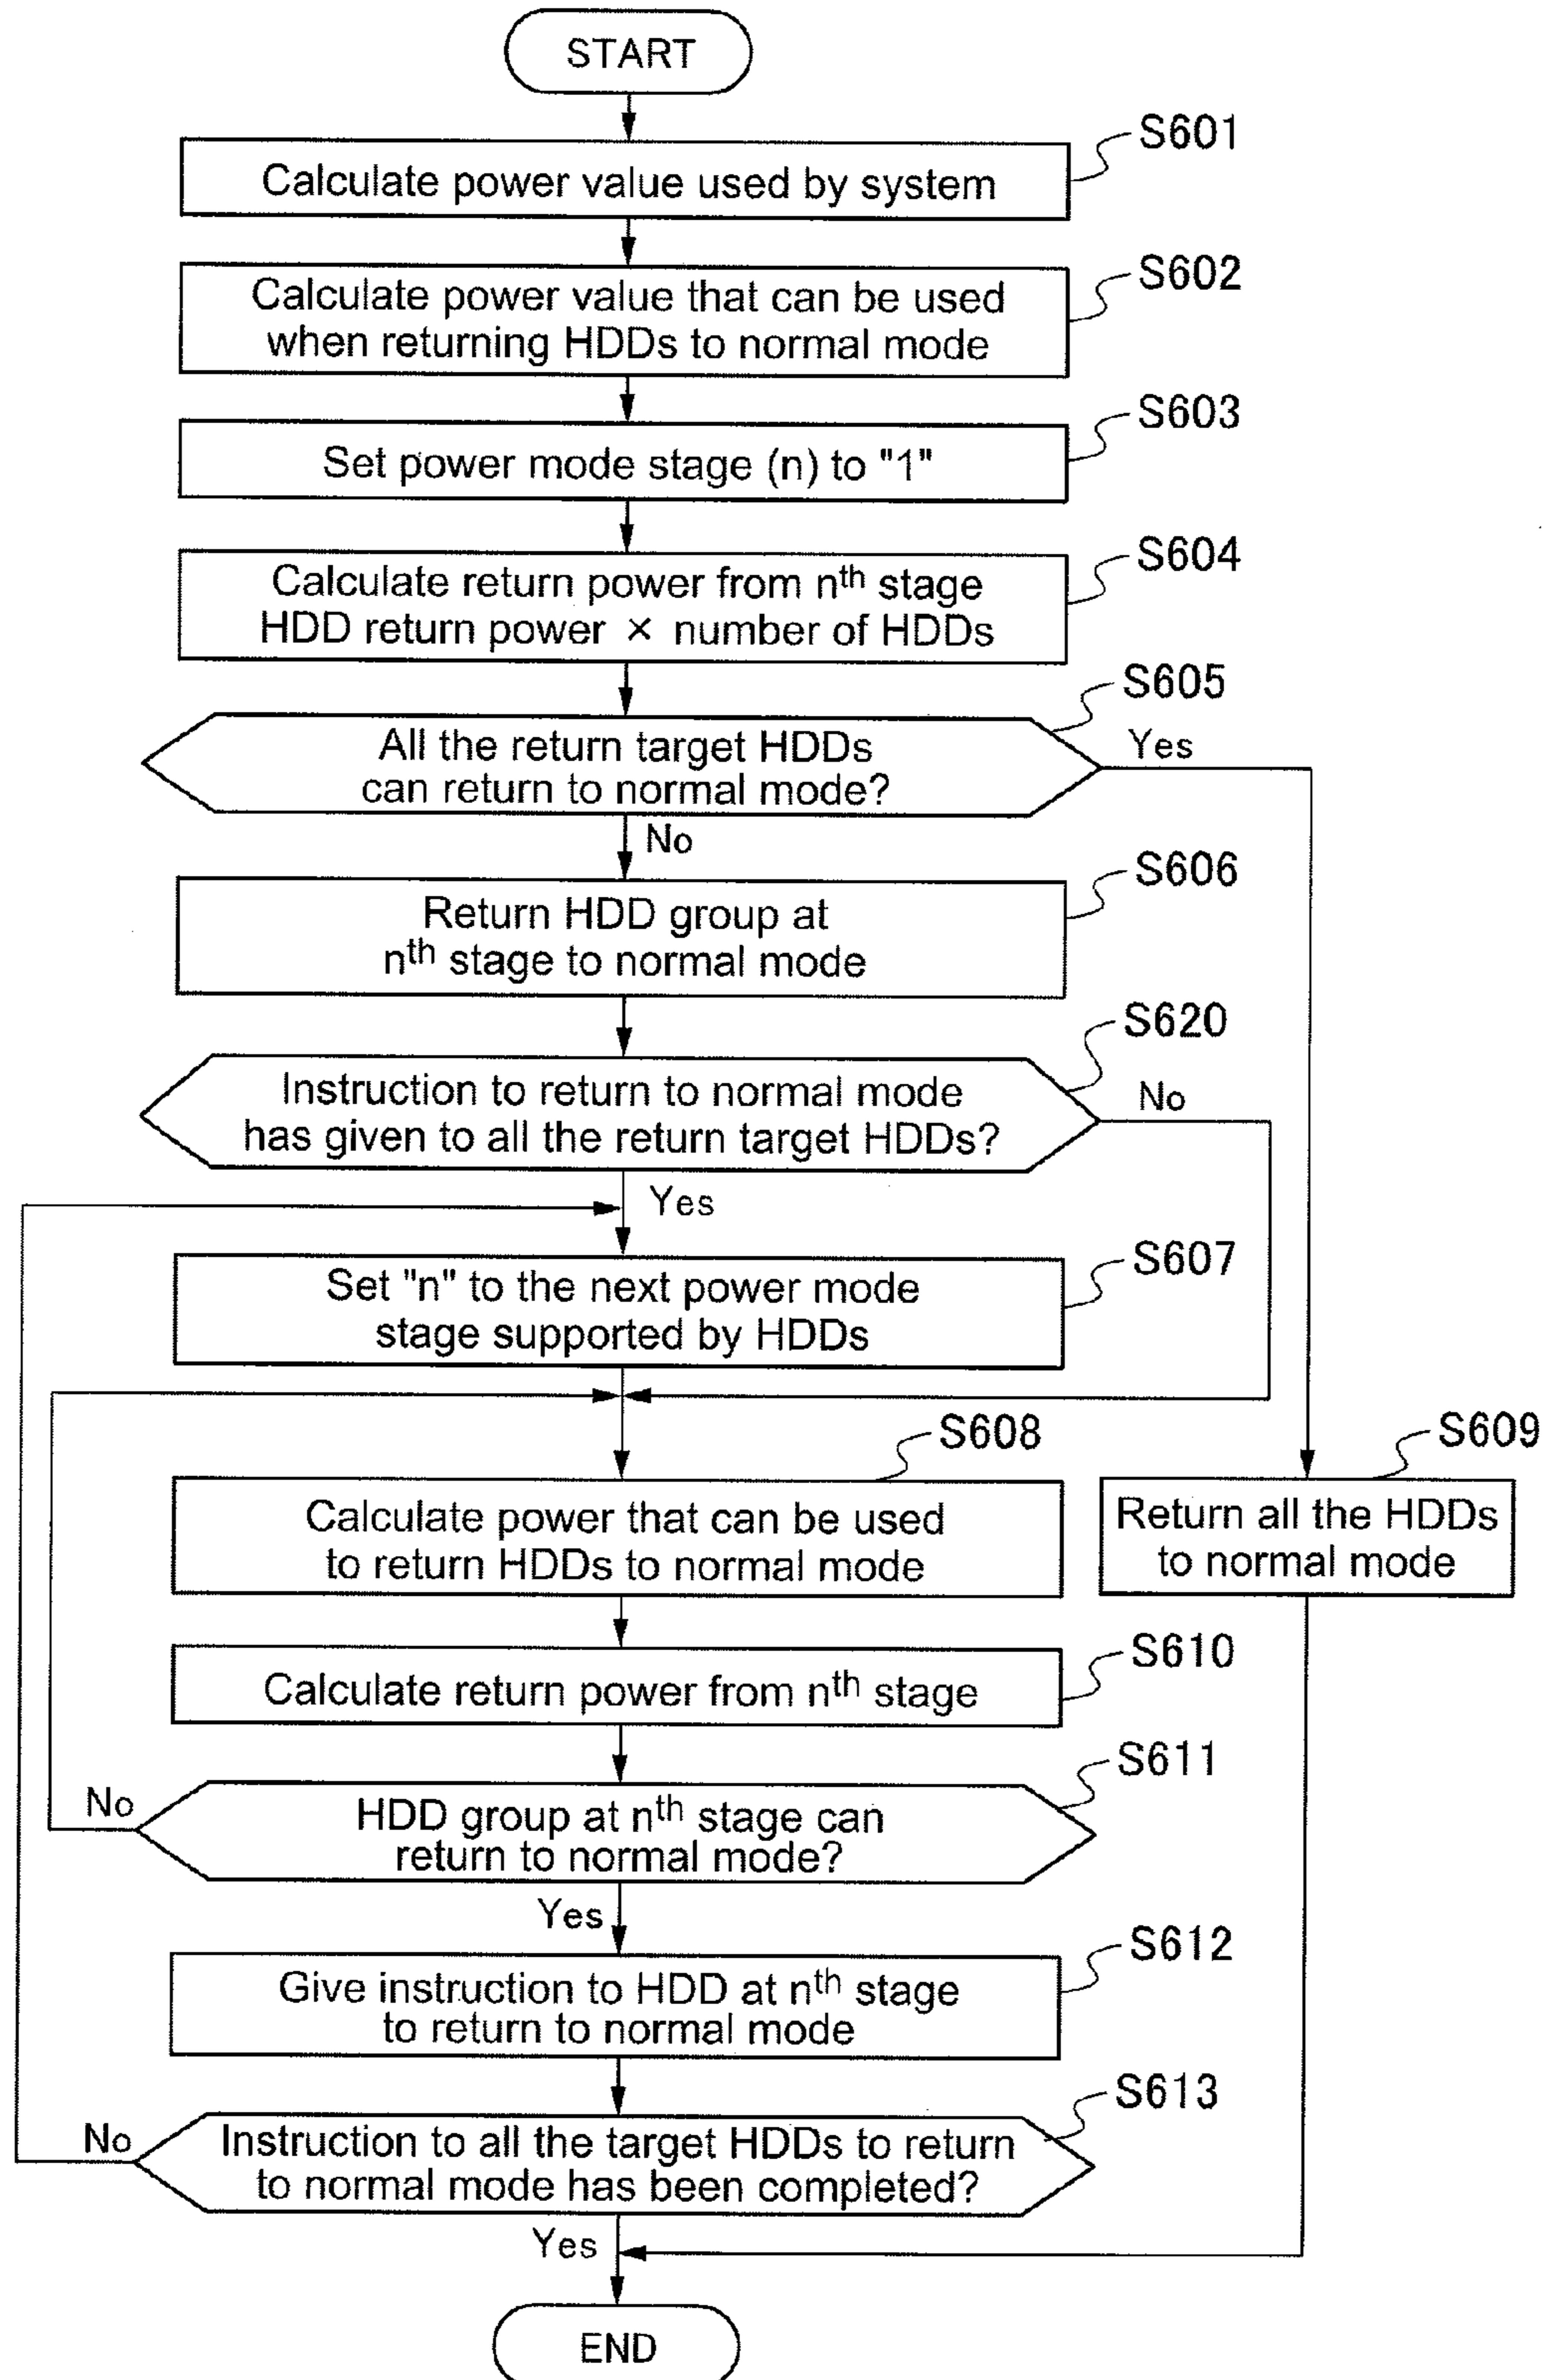 START
S601
Calculate power value used by system
S602
Calculate power value that can be used
when returning HDDs to normal mode
S603
Set power mode stage (n) to "1"
S604
Calculate return power from nth stage
HDD return power × number of HDDs
S605
All the return target HDDs
can return to normal mode?
Yes
No
S606
Return HDD group at
nth stage to normal mode
S620
Instruction to return to normal mode
has given to all the return target HDDs?
No
Yes
S607
Set "n" to the next power mode
stage supported by HDDs
S608
Calculate power that can be used
to return HDDs to normal mode
S609
Return all the HDDs
to normal mode
S610
Calculate return power from nth stage
S611
HDD group at nth stage can
return to normal mode?
No
Yes
S612
Give instruction to HDD at nth stage
to return to normal mode
S613
Instruction to all the target HDDs to return
to normal mode has been completed?
No
Yes
END